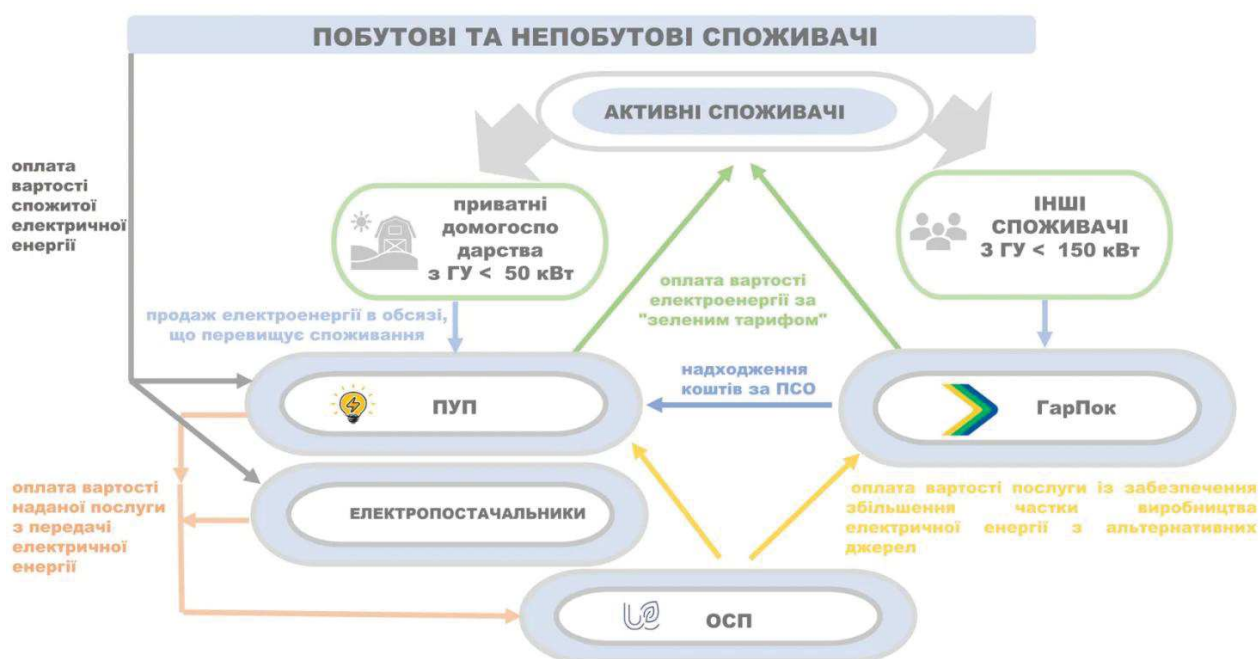 ПОБУТОВІ ТА НЕПОБУТОВІ СПОЖИВАЧІ
АКТИВНІ СПОЖИВАЧІ
оплата
вартості
спожитої
електричної
енергії
приватні
домогоспо
дарства
з ГУ < 50 кВт
ІНШІ
СПОЖИВАЧІ
З ГУ < 150 кВт
оплата вартості
електроенергії за
"зеленим тарифом"
продаж електроенергії в обсязі,
що перевищує споживання
надходження
коштів за ПСО
ПУП
ГарПок
оплата вартості
наданої послуги
з передачі
електричної
енергії
ЕЛЕКТРОПОСТАЧАЛЬНИКИ
оплата вартості послуги із забезпечення
збільшення частки виробництва
електричної енергії з альтернативних
джерел
ОСП